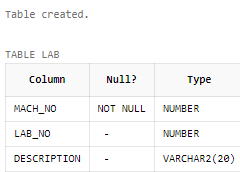 Table created.
TABLE LAB
Column Null? Type
MACH_NO NOT NULL NUMBER
LAB_NO - NUMBER
DESCRIPTION - VARCHAR2(20)